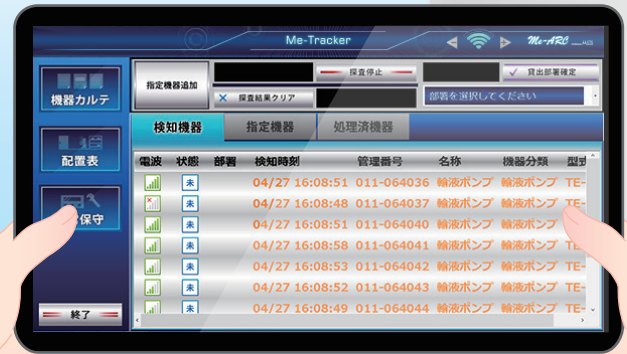 Me-Tracker
Me-ARC
機器カルテ
指定機器追加
探査停止
貸出部署確定
探査結果クリア
部署を選択してください
検知機器 指定機器 処理済機器
配置表
電波 状態 部署 検知時刻 管理番号 名称 機器分類 型式
未 04/27 16:08:51 011-064036 輸液ポンプ 輸液ポンプ TE-
未 04/27 16:08:48 011-064037 輸液ポンプ 輸液ポンプ TE-
保守
未 04/27 16:08:51 011-064040 輸液ポンプ 輸液ポンプ TE-
未 04/27 16:08:58 011-064041 輸液ポンプ 輸液ポンプ TE-
未 04/27 16:08:53 011-064042 輸液ポンプ 輸液ポンプ TE-
未 04/27 16:08:52 011-064043 輸液ポンプ 輸液ポンプ TE-
未 04/27 16:08:49 011-064044 輸液ポンプ 輸液ポンプ TE-
終了